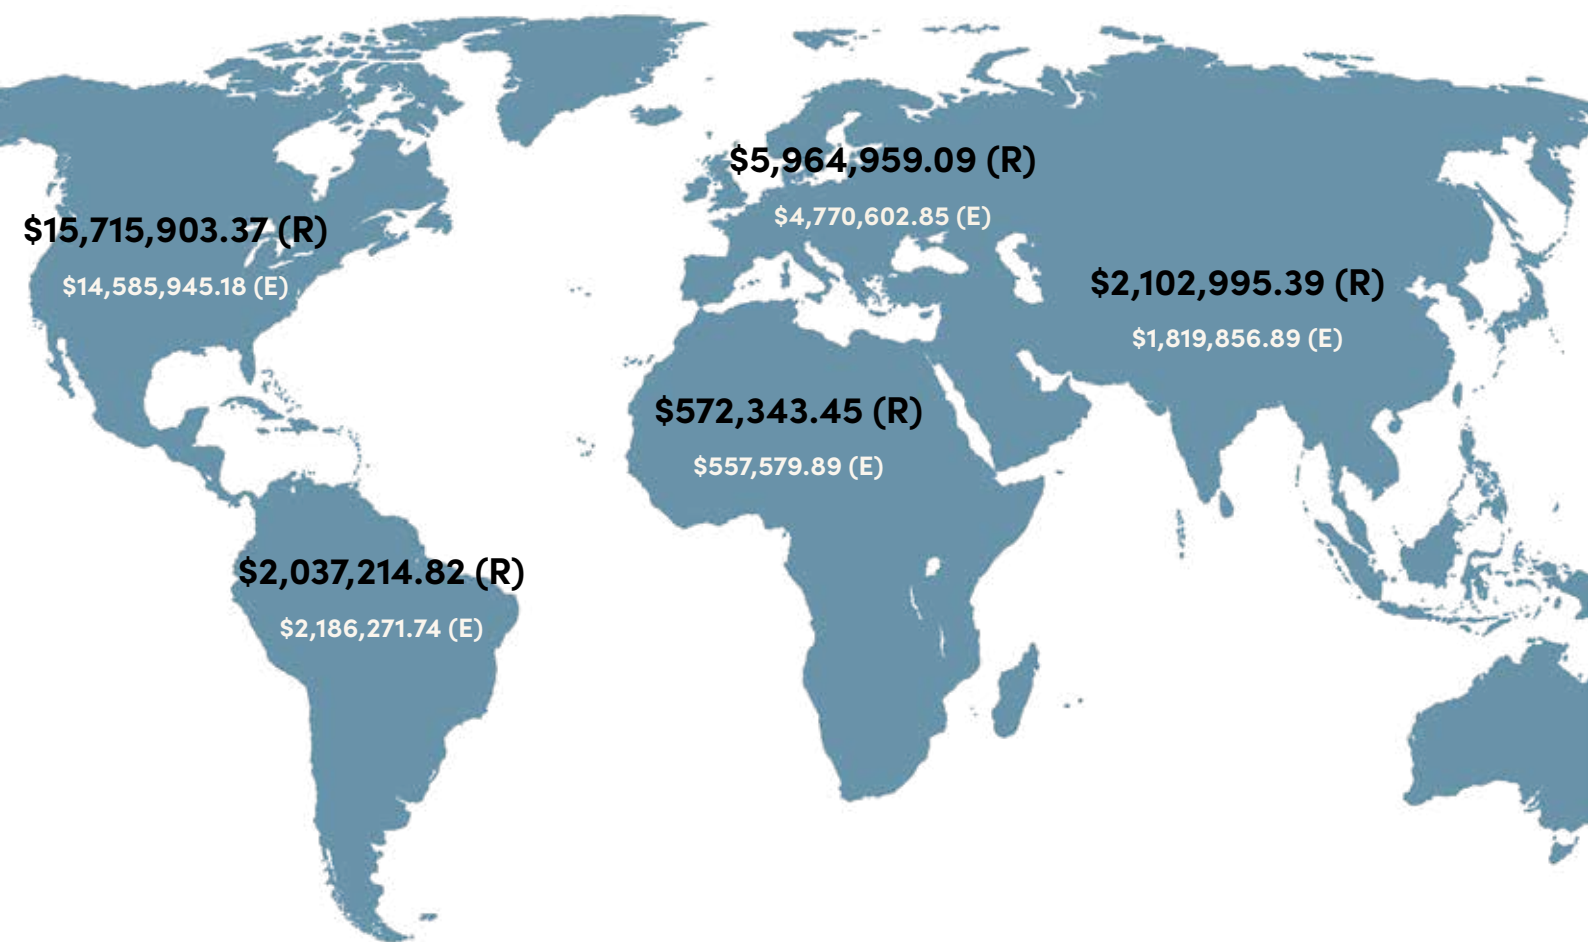 $5,964,959.09 (R)
$4,770,602.85 (E)
$15,715,903.37 (R)
$14,585,945.18 (E)
$2,102,995.39 (R)
$1,819,856.89 (E)
$572,343.45 (R)
$557,579.89 (E)
$2,037,214.82 (R)
$2,186,271.74 (E)